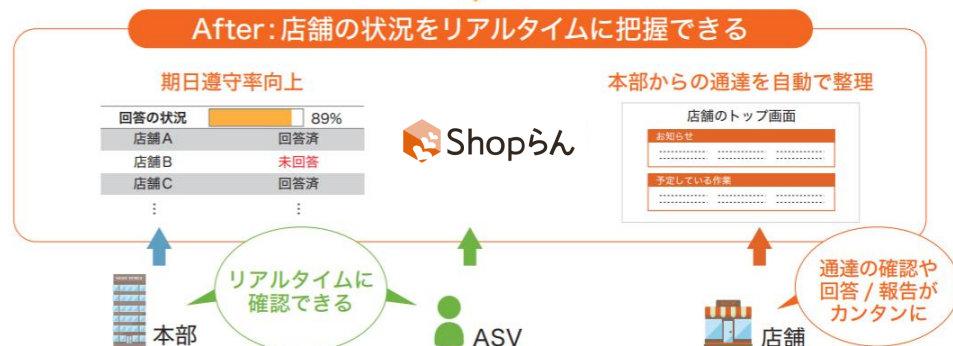 After:店舗の状況をリアルタイムに把握できる
期日遵守率向上
回答の状況 89%
店舗A 回答済
店舗B 未回答
店舗C 回答済
⋮ ⋮
Shopらん
本部からの通達を自動で整理
店舗のトップ画面
お知らせ
予定している作業
リアルタイムに
確認できる
通達の確認や
回答 / 報告が
カンタンに
本部
ASV
店舗